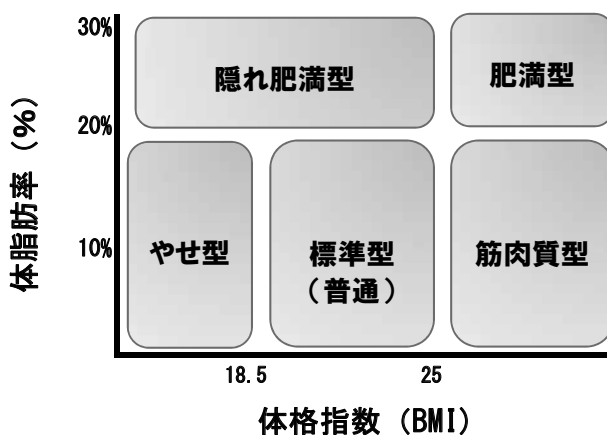 30%
隠れ肥満型
肥満型
20%
体脂肪率（%）
10%
やせ型
標準型
（普通）
筋肉質型
18.5
25
体格指数（BMI）